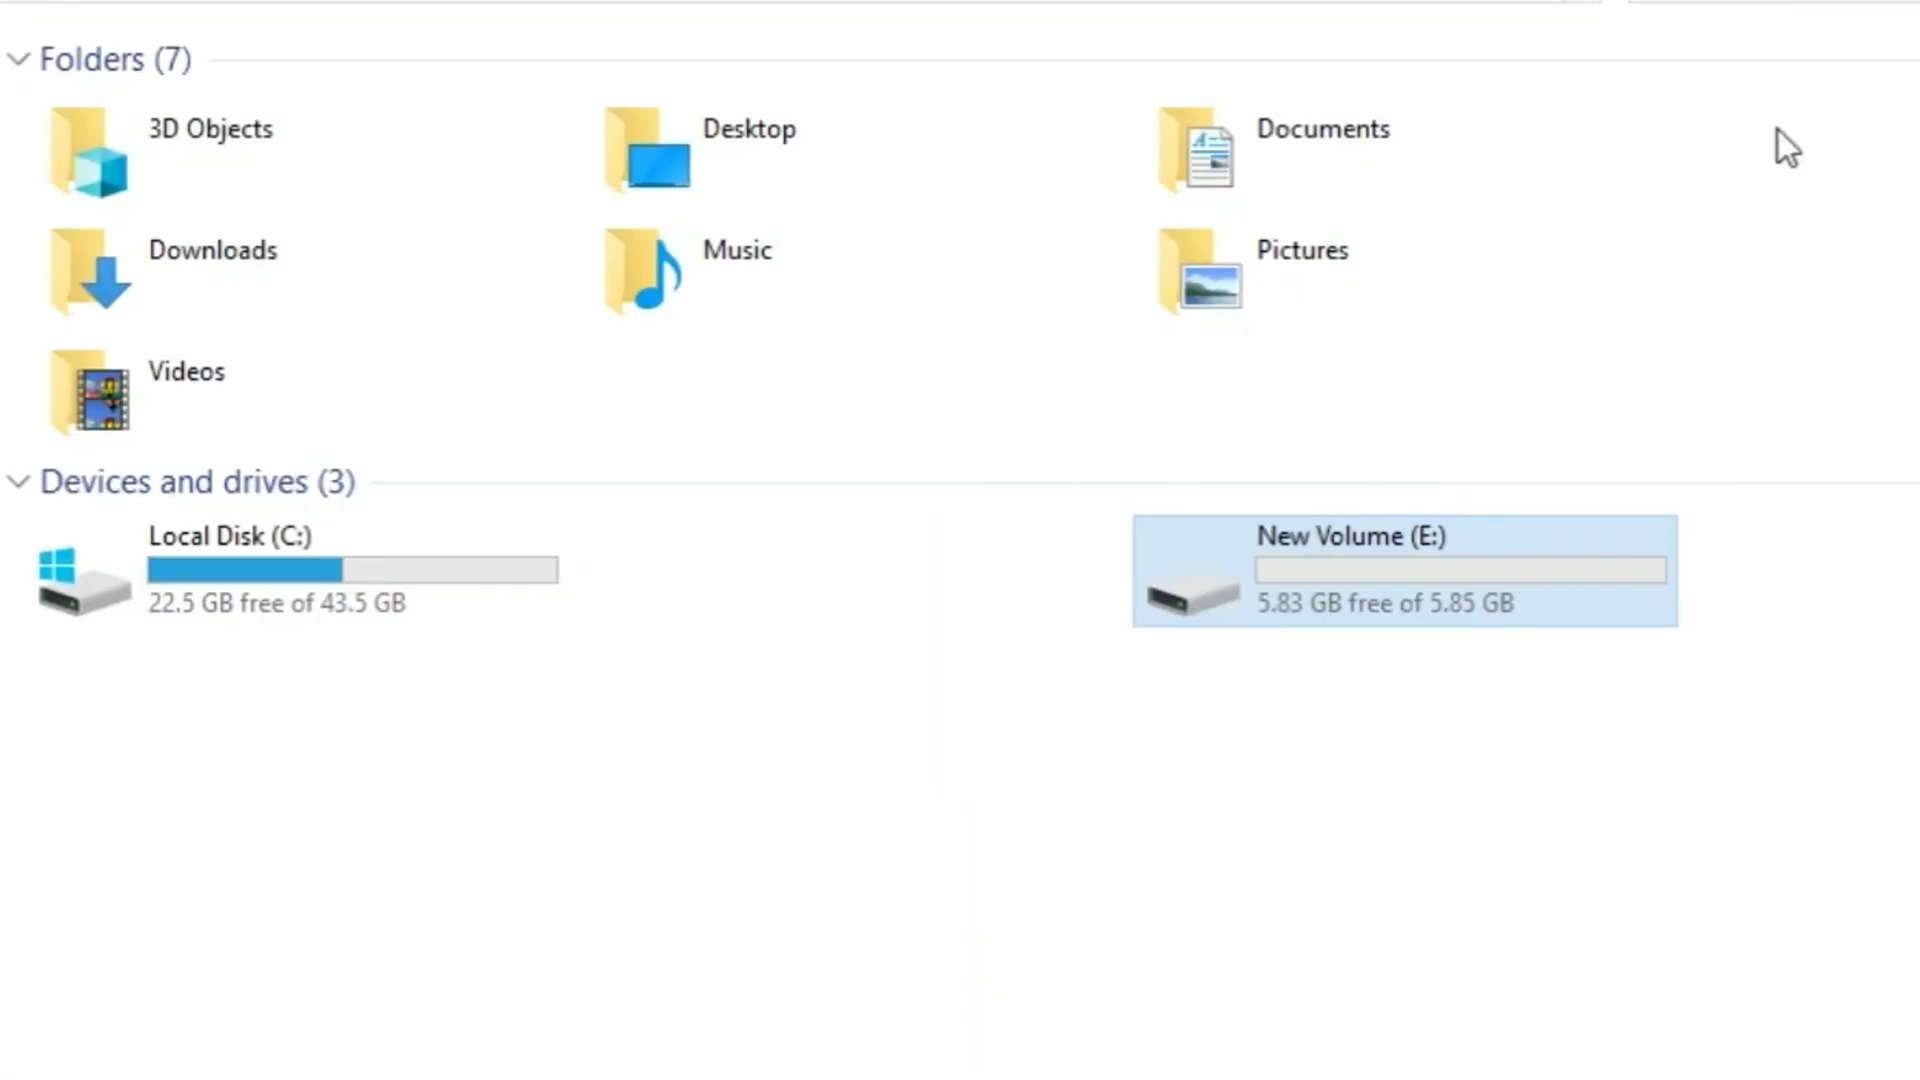 Folders (7)
3D Objects
Desktop
Documents
Downloads
Music
Pictures
Videos
Devices and drives (3)
Local Disk (C:)
22.5 GB free of 43.5 GB
New Volume (E:)
5.83 GB free of 5.85 GB